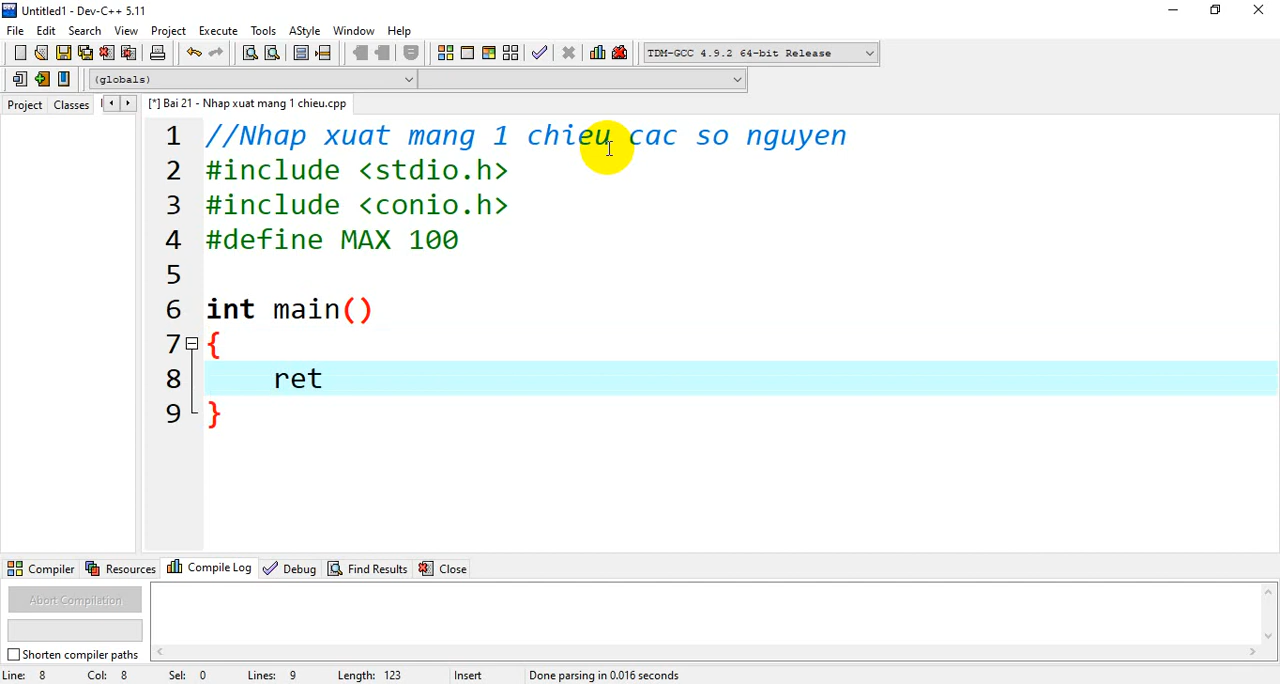 Untitled1 - Dev-C++ 5.11
File Edit Search View Project Execute Tools AStyle Window Help
TDM-GCC 4.9.2 64-bit Release
(globals)
Project Classes [*] Bai 21 - Nhap xuat mang 1 chieu.cpp
1 //Nhap xuat mang 1 chieu cac so nguyen
2 #include <stdio.h>
3 #include <conio.h>
4 #define MAX 100
5
6 int main()
7 {
8 ret
9 }
Compiler Resources Compile Log Debug Find Results Close
Abort Compilation
Shorten compiler paths
Line: 8 Col: 8 Sel: 0 Lines: 9 Length: 123 Insert Done parsing in 0.016 seconds